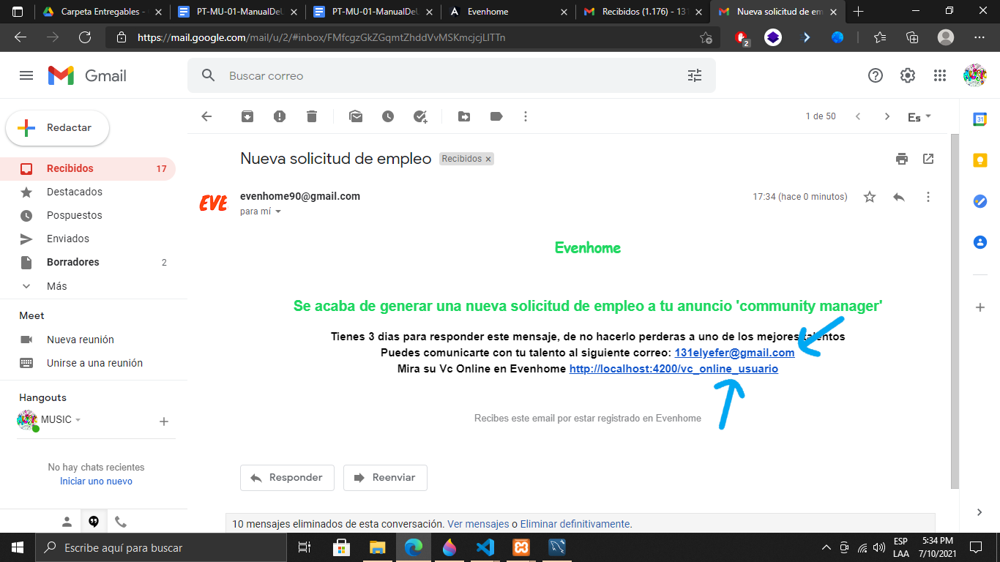 Carpeta Entregables -
PT-MU-01-ManualDeU
PT-MU-01-ManualDeU
Evenhome
Recibidos (1.176) - 131
Nueva solicitud de em
https://mail.google.com/mail/u/2/#inbox/FMfcgzGkZGqmtZhddVvMSKmcjcjLlTTn
2
Gmail
Buscar correo
Redactar
1 de 50
Es
Recibidos 17
Destacados
Pospuestos
Enviados
Borradores 2
Más
Meet
Nueva reunión
Unirse a una reunión
Hangouts
MUSIC
No hay chats recientes
Iniciar uno nuevo
Nueva solicitud de empleo
Recibidos x
EVE
evenhome90@gmail.com
17:34 (hace 0 minutos)
para mí
Evenhome
Se acaba de generar una nueva solicitud de empleo a tu anuncio 'community manager'
Tienes 3 dias para responder este mensaje, de no hacerlo perderas a uno de los mejores talentos
Puedes comunicarte con tu talento al siguiente correo: 131elyefer@gmail.com
Mira su Vc Online en Evenhome http://localhost:4200/vc_online_usuario
Recibes este email por estar registrado en Evenhome
Responder
Reenviar
10 mensajes eliminados de esta conversación. Ver mensajes o Eliminar definitivamente.
31
Escribe aquí para buscar
ESP
LAA
5:34 PM
7/10/2021